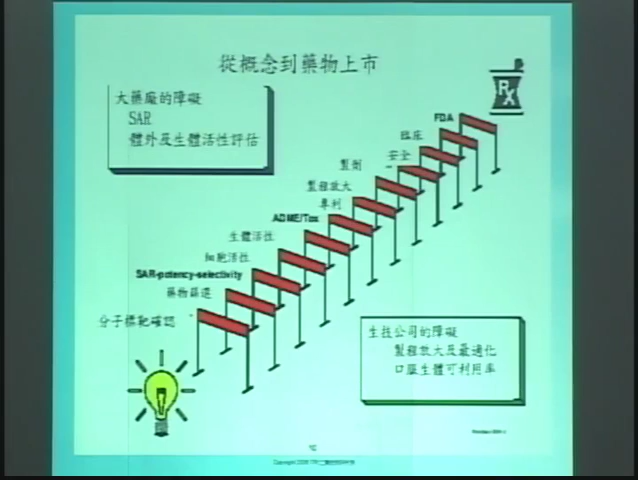 從概念到藥物上市
大藥廠的障礙
SAR
體外及生體活性評估
Rx
FDA
臨床
安全
製劑
製程放大
專利
ADME/Tox
生體活性
細胞活性
SAR-potency-selectivity
藥物篩選
分子標靶確認
生技公司的障礙
製程放大及最適化
口服生體可利用率